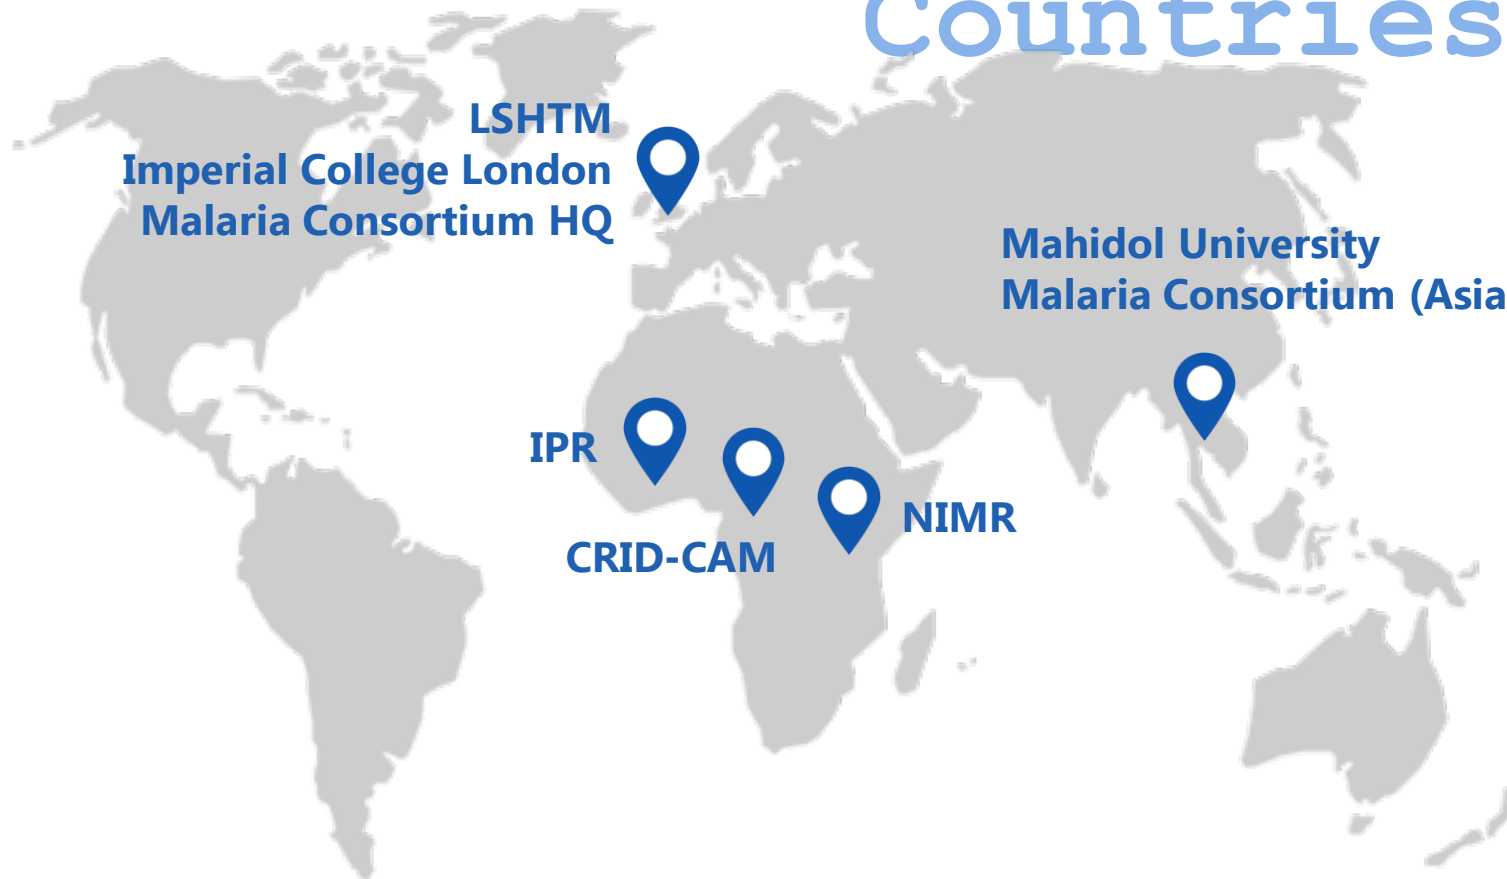 Countries
LSHTM
Imperial College London
Malaria Consortium HQ
Mahidol University
Malaria Consortium (Asia
IPR
CRID-CAM
NIMR